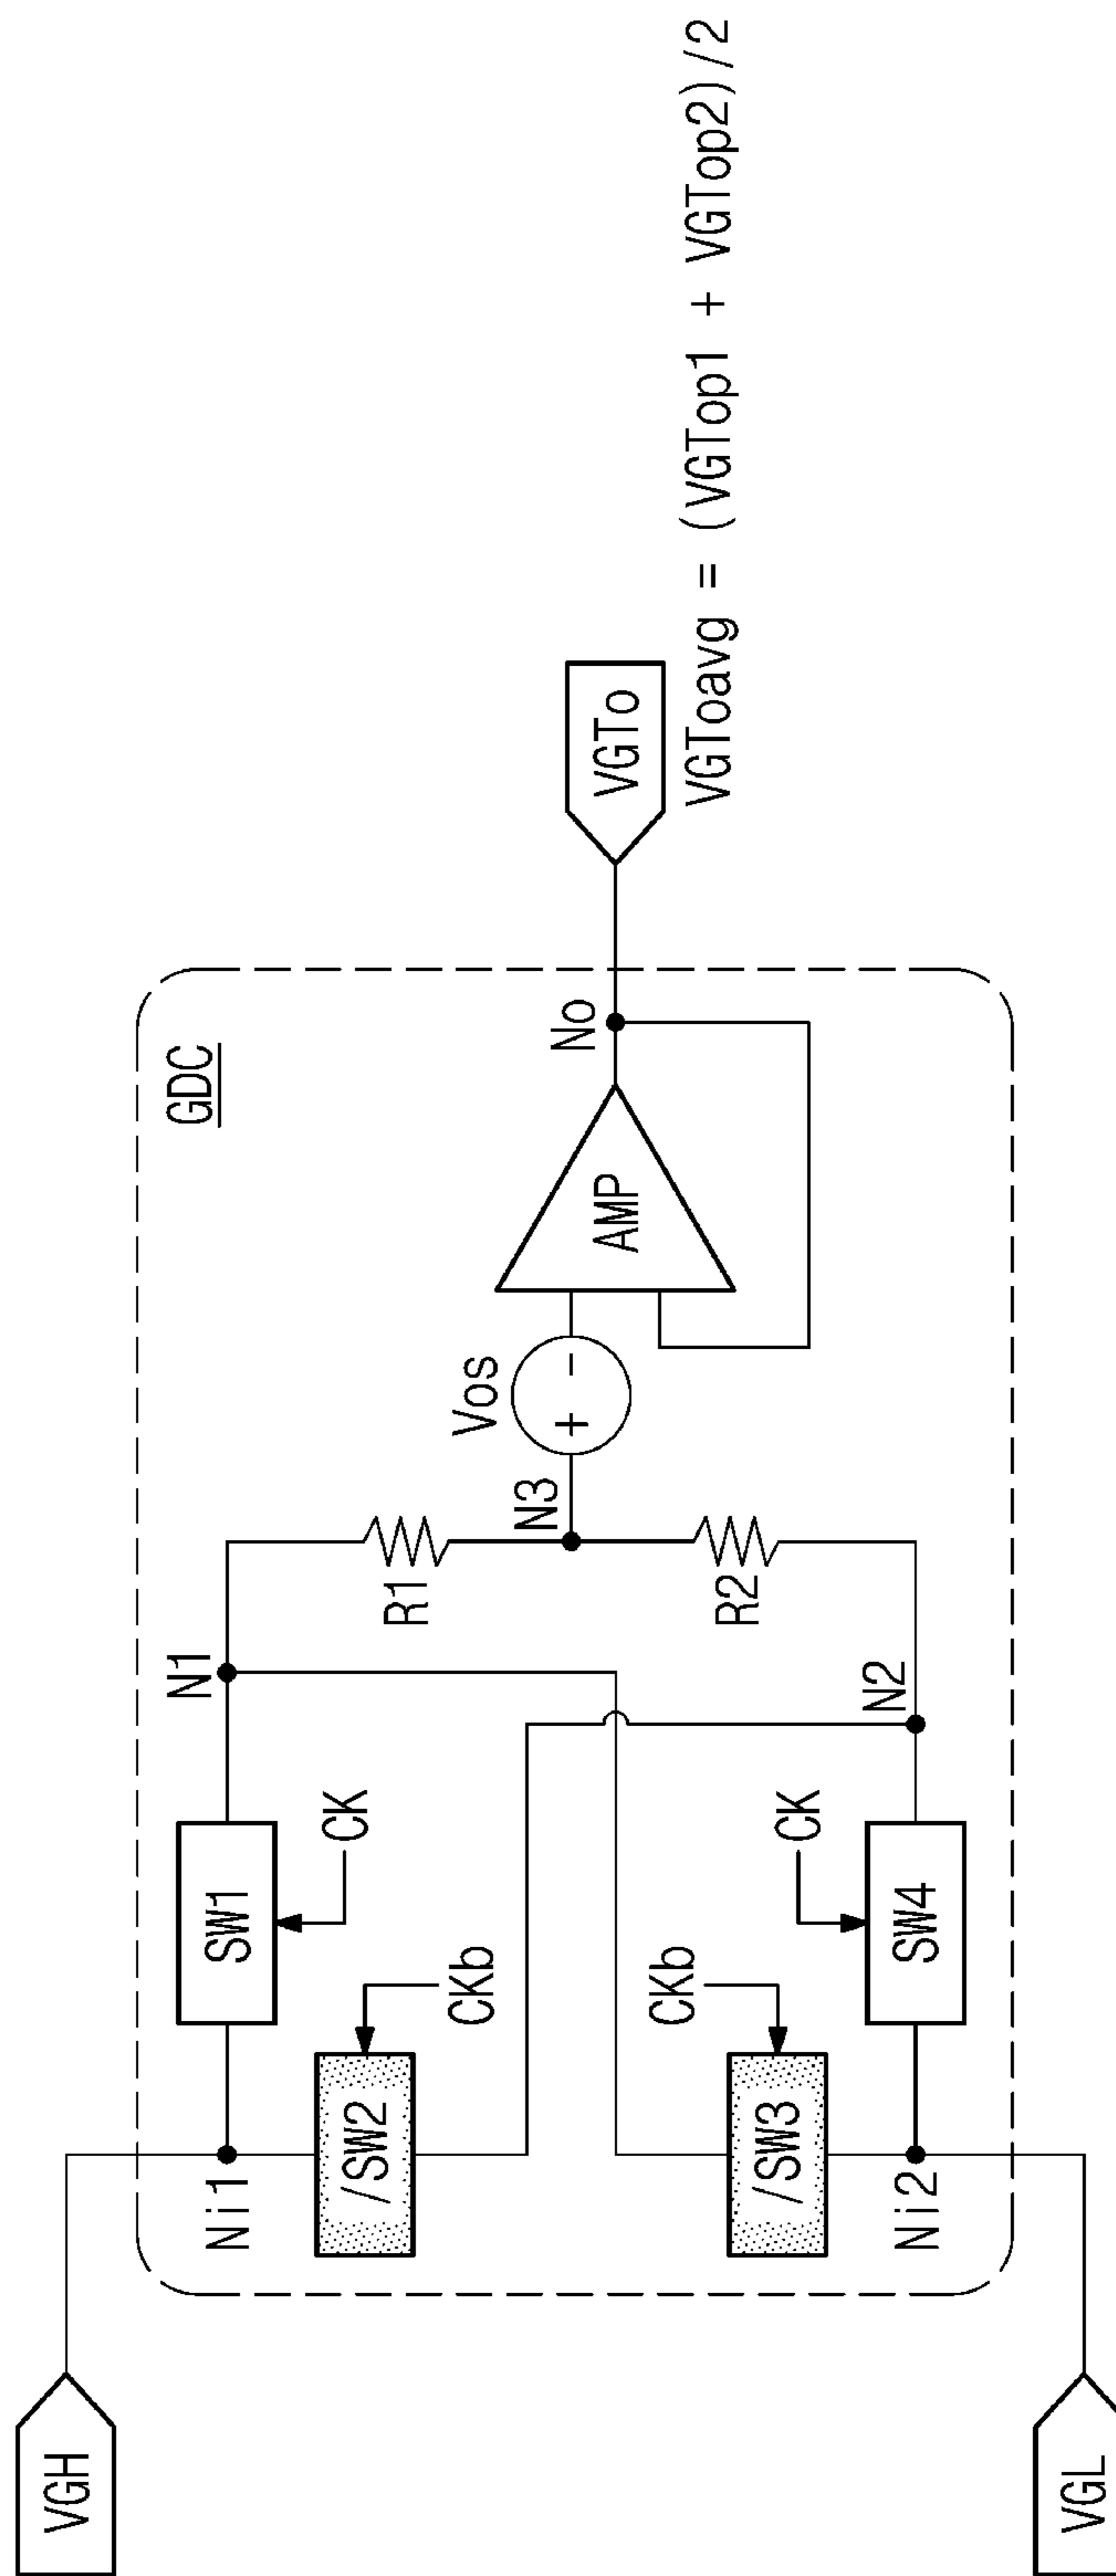 VGH
GDC
Ni1
SW1
N1
CK
/SW2
CKb
R1
N3
Vos
+ -
AMP
No
VGTo
VGToavg = (VGTop1 + VGTop2)/2
CKb
/SW3
R2
CK
N2
Ni2
SW4
VGL